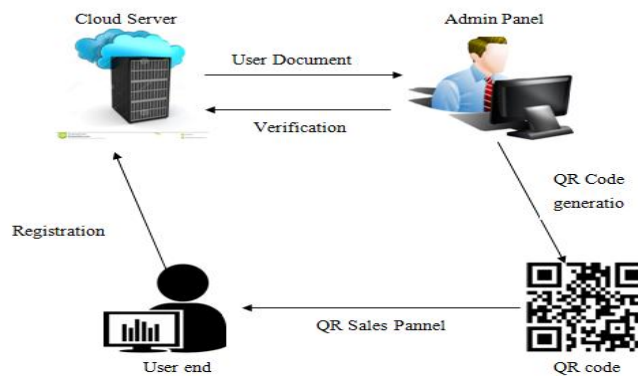 Cloud Server
Admin Panel
User Document
Verification
QR Code
generatio
Registration
QR Sales Pannel
User end
QR code